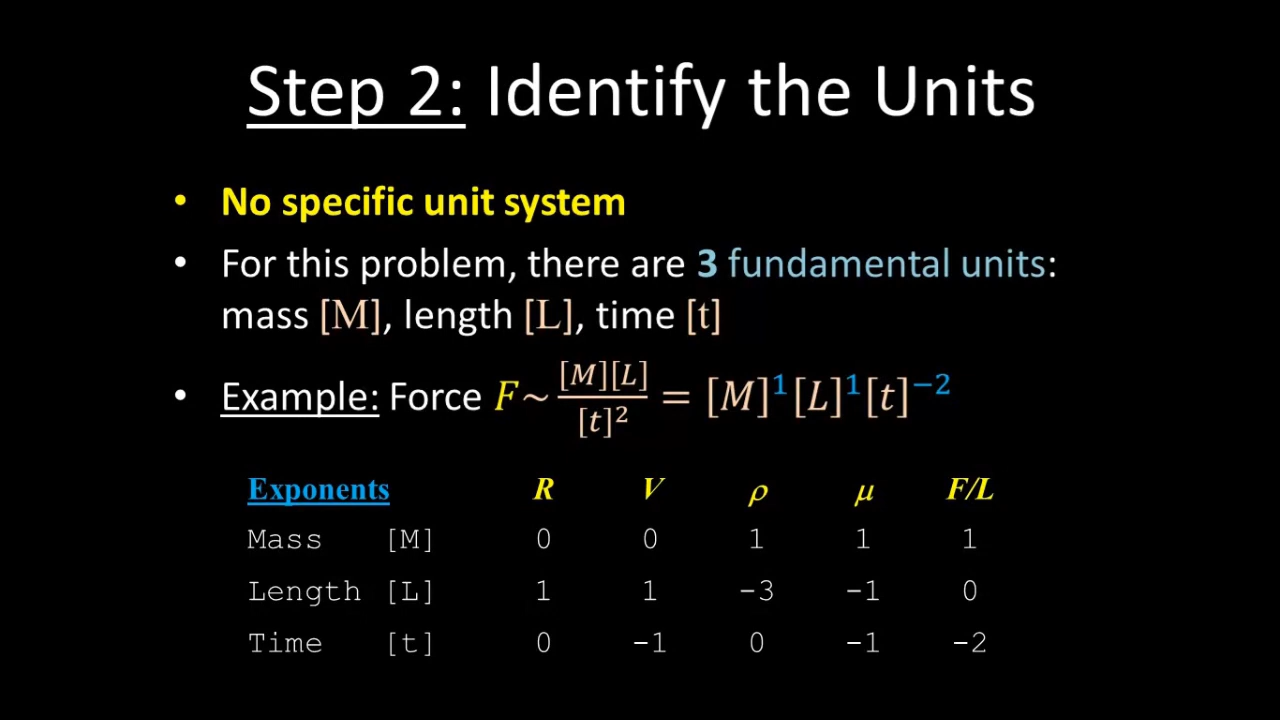 Step 2: Identify the Units
• No specific unit system
• For this problem, there are 3 fundamental units:
mass [M], length [L], time [t]
• Example: Force F~ [M][L]/[t]² = [M]¹[L]¹[t]⁻²
Exponents R V ρ μ F/L
Mass [M] 0 0 1 1 1
Length [L] 1 1 -3 -1 0
Time [t] 0 -1 0 -1 -2